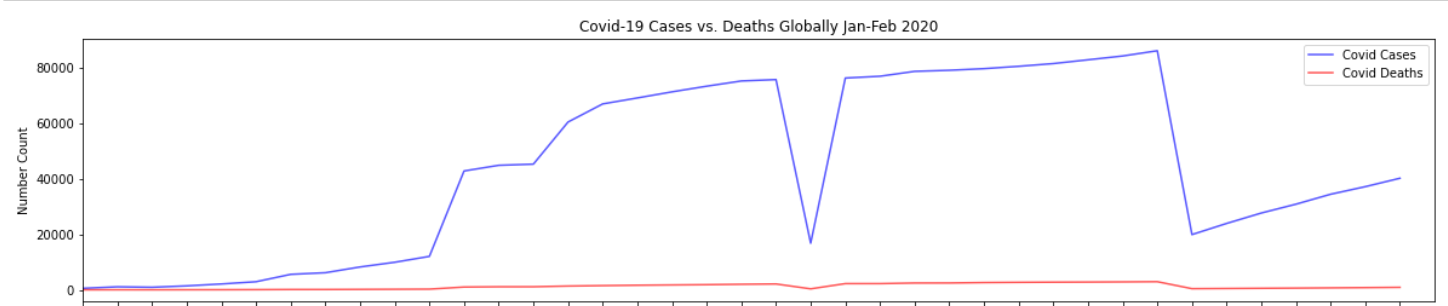 Covid-19 Cases vs. Deaths Globally Jan-Feb 2020
Covid Cases
Covid Deaths
80000
60000
40000
20000
0
Number Count